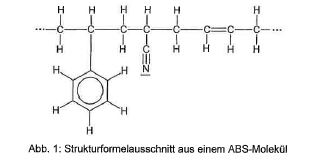 H H H H H H
··· C C C C C C C C ···
H H C H H H H
N
H H
H H
H
Abb. 1: Strukturformelausschnitt aus einem ABS-Molekül